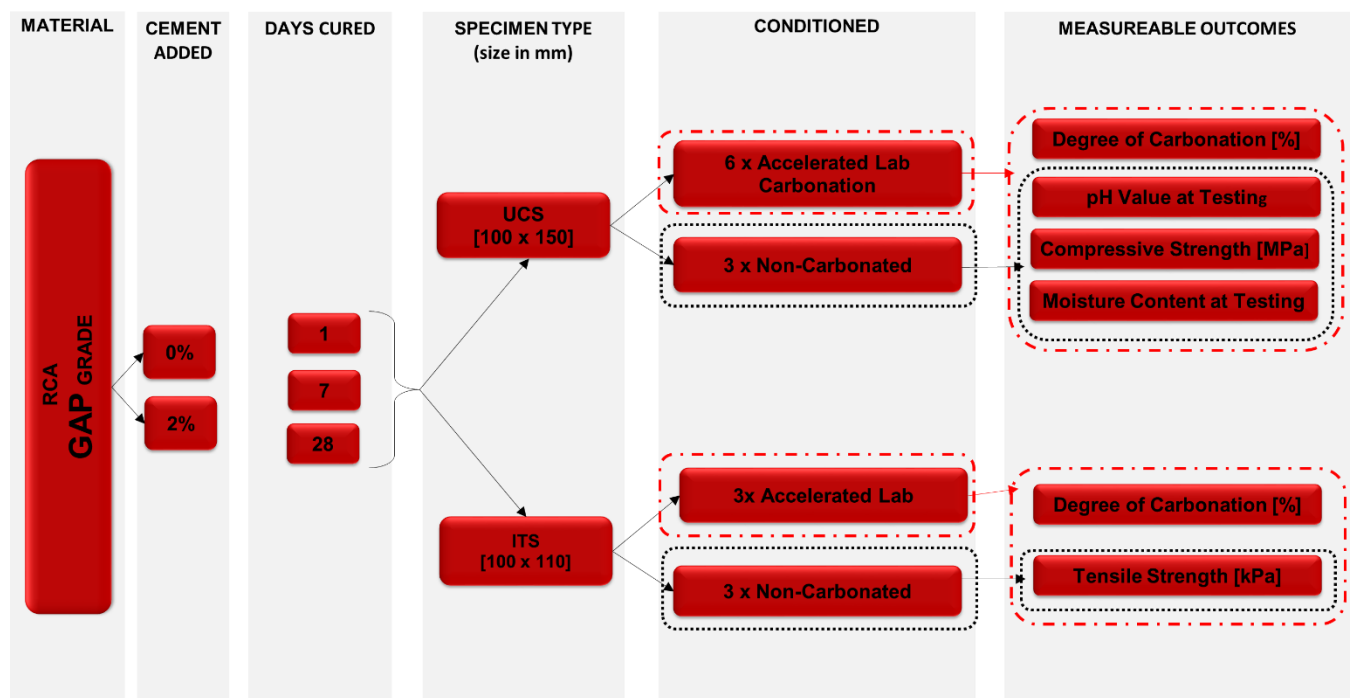 MATERIAL
CEMENT
ADDED
DAYS CURED
SPECIMEN TYPE
(size in mm)
CONDITIONED
MEASUREABLE OUTCOMES
RCA
GAP GRADE
0%
2%
1
7
28
UCS
[100 x 150]
ITS
[100 x 110]
6 x Accelerated Lab
Carbonation
3 x Non-Carbonated
3x Accelerated Lab
3 x Non-Carbonated
Degree of Carbonation [%]
pH Value at Testing
Compressive Strength [MPa]
Moisture Content at Testing
Degree of Carbonation [%]
Tensile Strength [kPa]